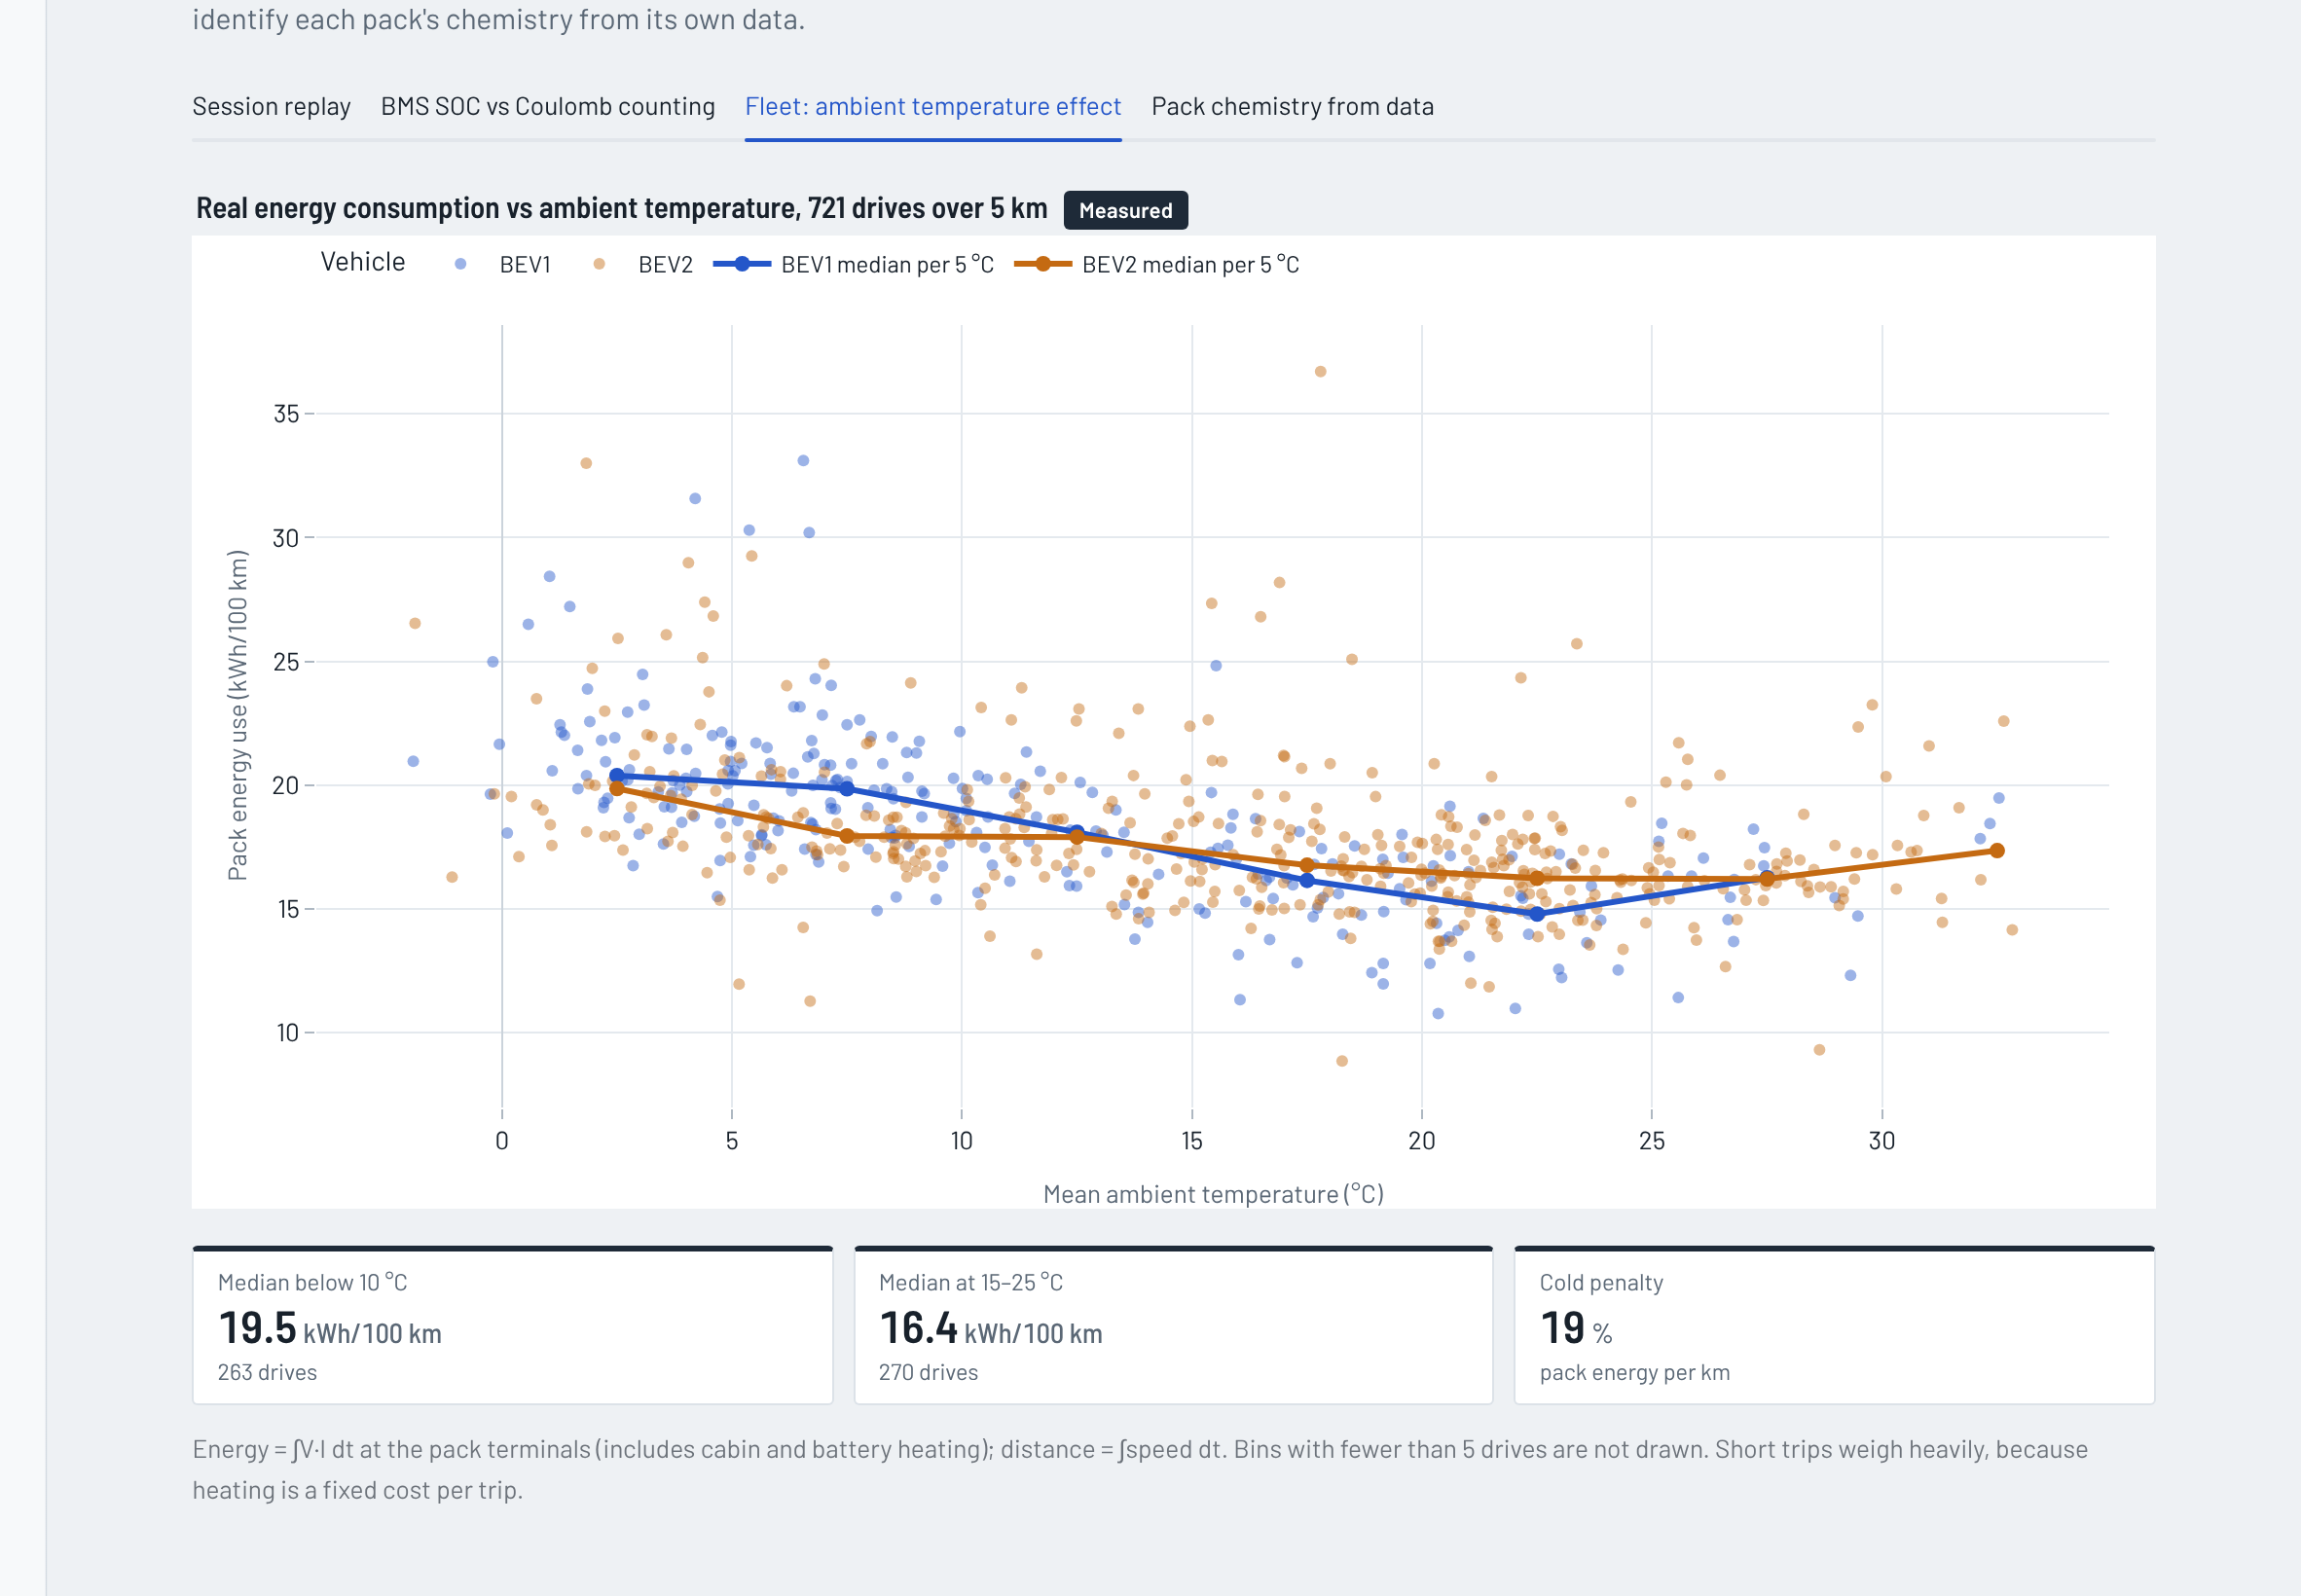 identify each pack's chemistry from its own data.
Session replay BMS SOC vs Coulomb counting Fleet: ambient temperature effect Pack chemistry from data
Real energy consumption vs ambient temperature, 721 drives over 5 km Measured
Vehicle BEV1 BEV2 BEV1 median per 5 °C BEV2 median per 5 °C
35
30
25
20
15
10
Pack energy use (kWh/100 km)
0 5 10 15 20 25 30
Mean ambient temperature (°C)
Median below 10 °C
19.5 kWh/100 km
263 drives
Median at 15–25 °C
16.4 kWh/100 km
270 drives
Cold penalty
19 %
pack energy per km
Energy = ∫V·I dt at the pack terminals (includes cabin and battery heating); distance = ∫speed dt. Bins with fewer than 5 drives are not drawn. Short trips weigh heavily, because
heating is a fixed cost per trip.